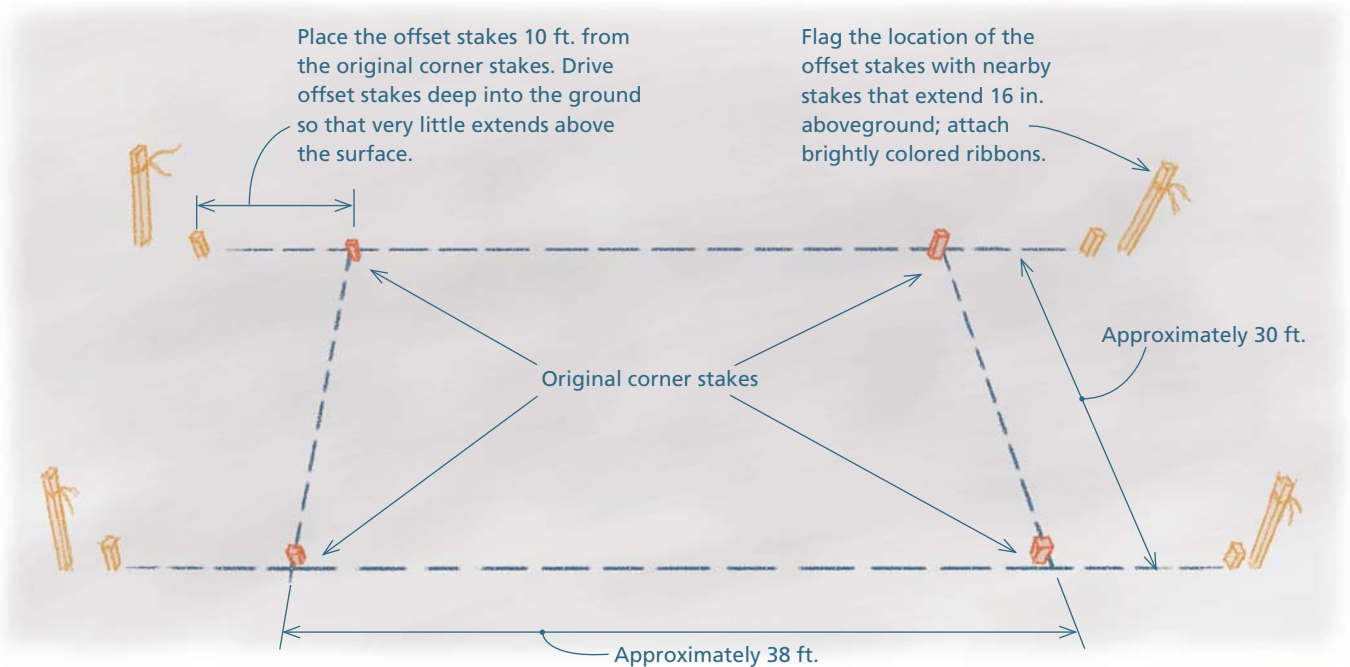 Place the offset stakes 10 ft. from
the original corner stakes. Drive
offset stakes deep into the ground
so that very little extends above
the surface.
Flag the location of the
offset stakes with nearby
stakes that extend 16 in.
aboveground; attach
brightly colored ribbons.
Approximately 30 ft.
Original corner stakes
Approximately 38 ft.